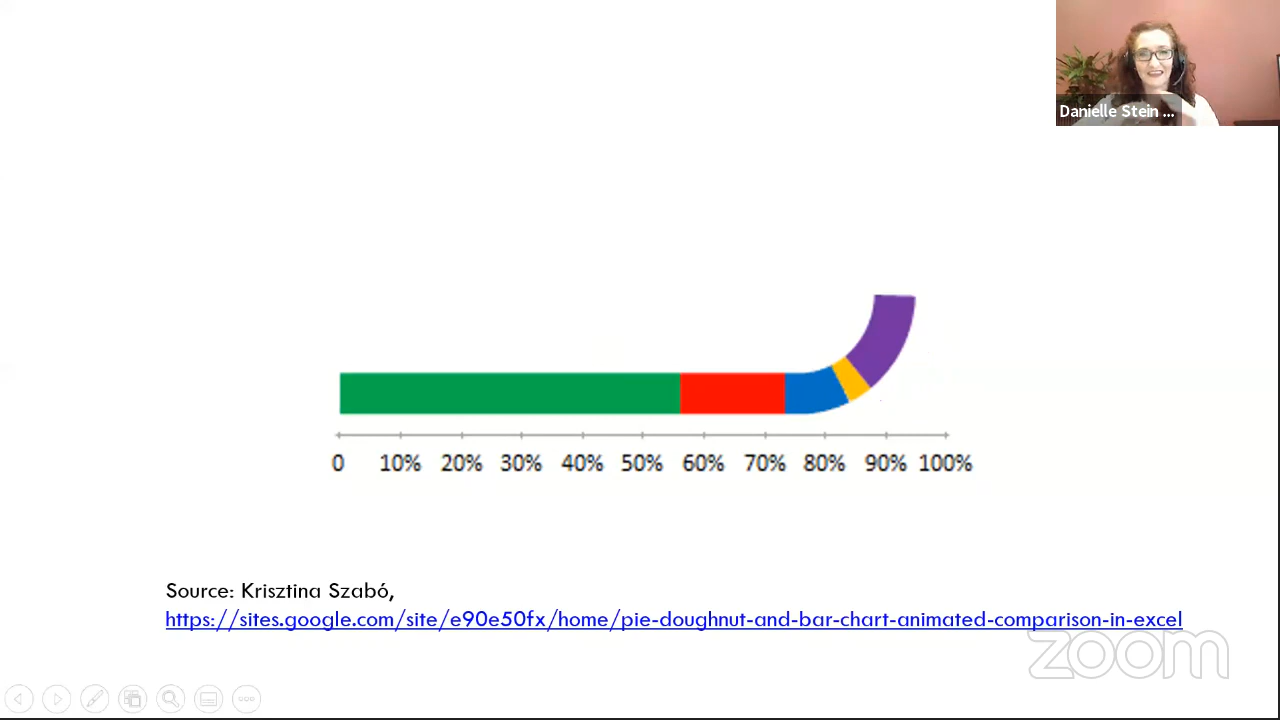 Danielle Stein ...
0 10% 20% 30% 40% 50% 60% 70% 80% 90% 100%
Source: Krisztina Szabó,
https://sites.google.com/site/e90e50fx/home/pie-doughnut-and-bar-chart-animated-comparison-in-excel
zoom